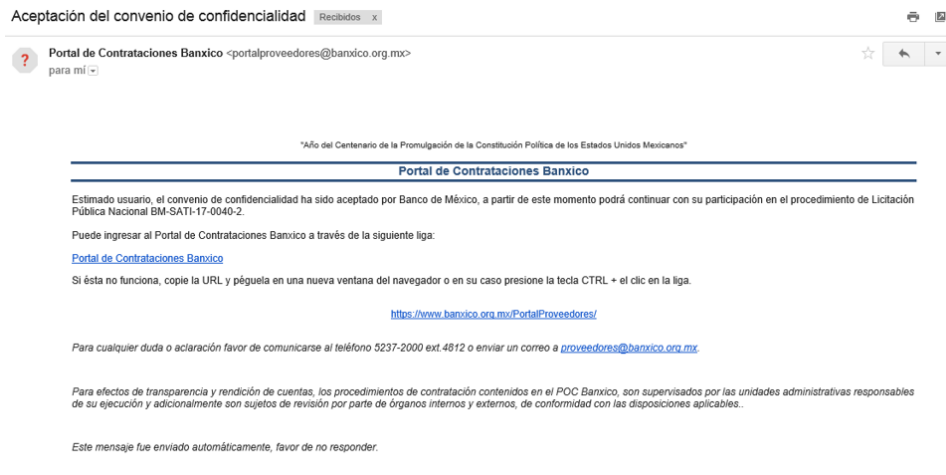 Aceptación del convenio de confidencialidad Recibidos x
Portal de Contrataciones Banxico <portalproveedores@banxico.org.mx>
para mí
"Año del Centenario de la Promulgación de la Constitución Política de los Estados Unidos Mexicanos"
Portal de Contrataciones Banxico
Estimado usuario, el convenio de confidencialidad ha sido aceptado por Banco de México, a partir de este momento podrá continuar con su participación en el procedimiento de Licitación
Pública Nacional BM-SATI-17-0040-2.
Puede ingresar al Portal de Contrataciones Banxico a través de la siguiente liga:
Portal de Contrataciones Banxico
Si ésta no funciona, copie la URL y péguela en una nueva ventana del navegador o en su caso presione la tecla CTRL + el clic en la liga.
https://www.banxico.org.mx/PortalProveedores/
Para cualquier duda o aclaración favor de comunicarse al teléfono 5237-2000 ext.4812 o enviar un correo a proveedores@banxico.org.mx.
Para efectos de transparencia y rendición de cuentas, los procedimientos de contratación contenidos en el POC Banxico, son supervisados por las unidades administrativas responsables
de su ejecución y adicionalmente son sujetos de revisión por parte de órganos internos y externos, de conformidad con las disposiciones aplicables..
Este mensaje fue enviado automáticamente, favor de no responder.